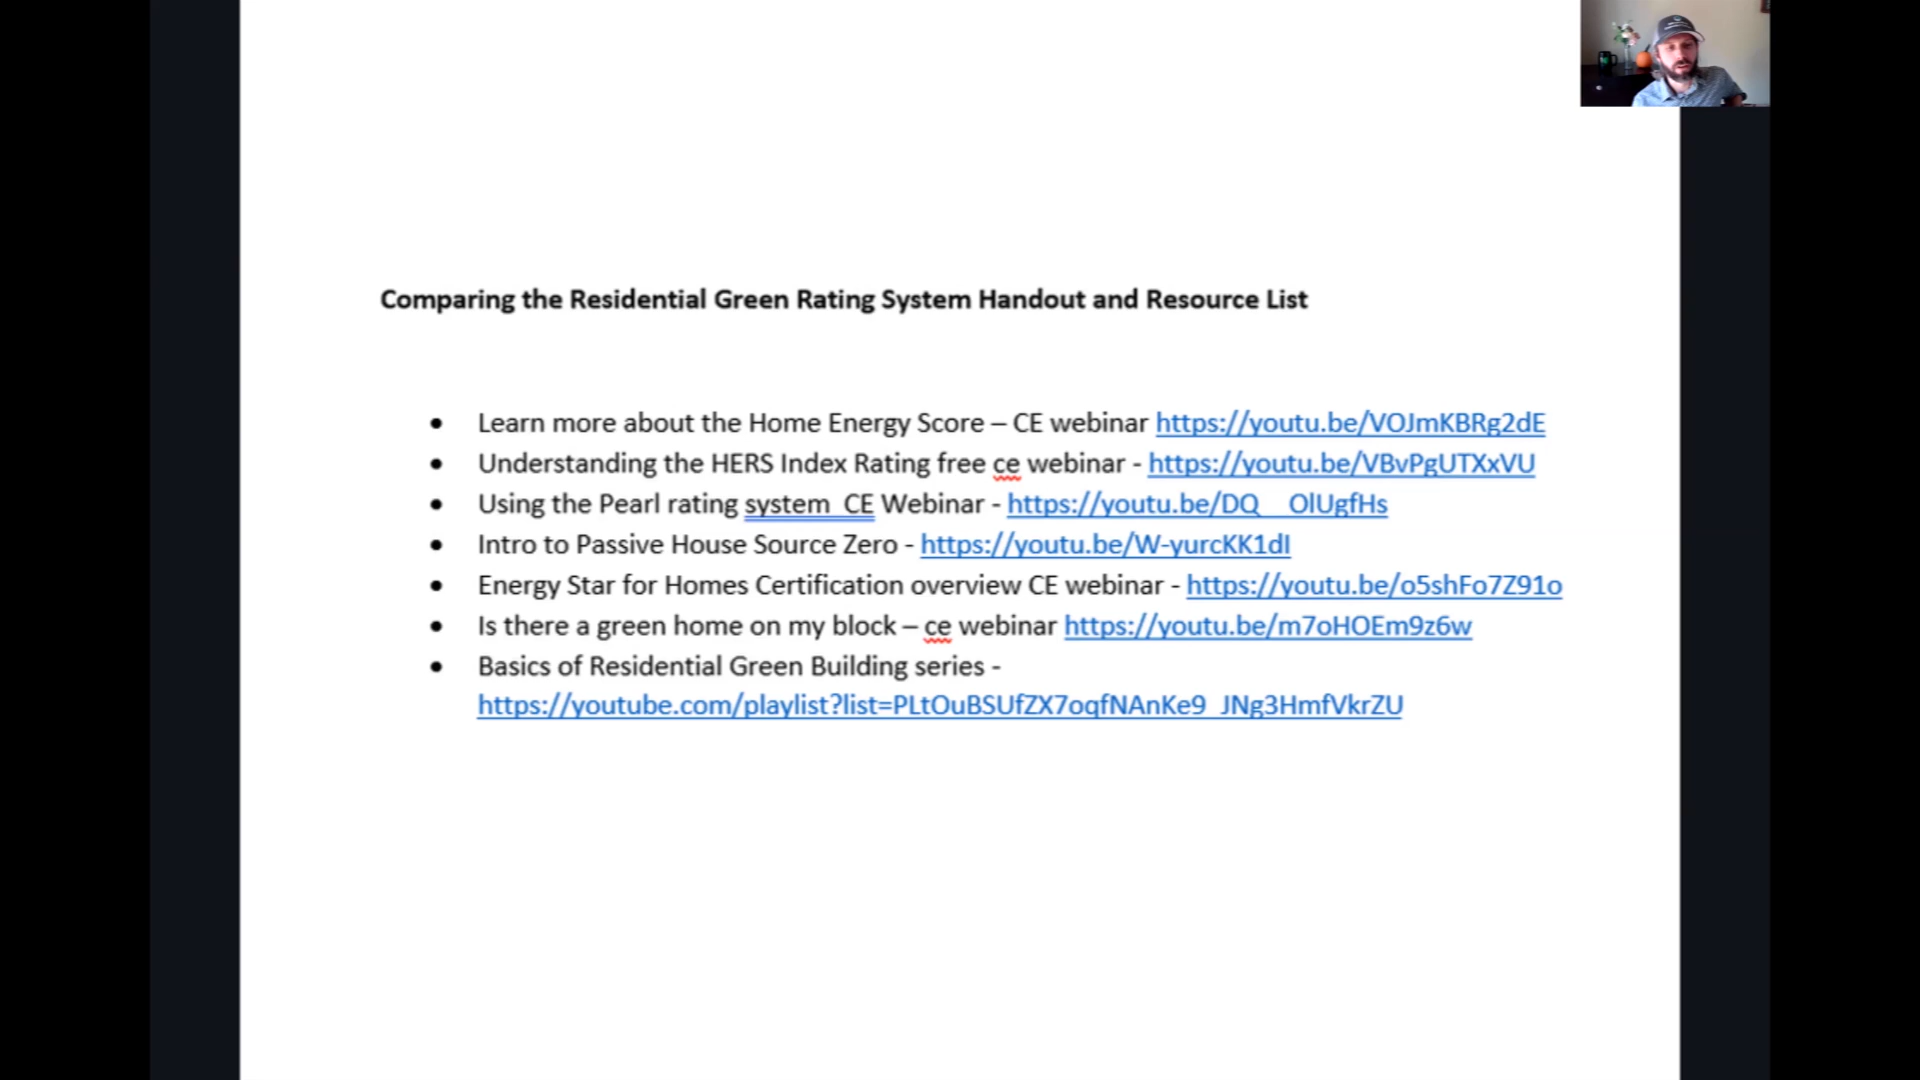 Comparing the Residential Green Rating System Handout and Resource List
Learn more about the Home Energy Score – CE webinar https://youtu.be/VOJmKBRg2dE
Understanding the HERS Index Rating free ce webinar - https://youtu.be/VBvPgUTXxVU
Using the Pearl rating system  CE Webinar - https://youtu.be/DQ__OlUgfHs
Intro to Passive House Source Zero - https://youtu.be/W-yurcKK1dI
Energy Star for Homes Certification overview CE webinar - https://youtu.be/o5shFo7Z91o
Is there a green home on my block – ce webinar https://youtu.be/m7oHOEm9z6w
Basics of Residential Green Building series -
https://youtube.com/playlist?list=PLtOuBSUfZX7oqfNAnKe9_JNg3HmfVkrZU